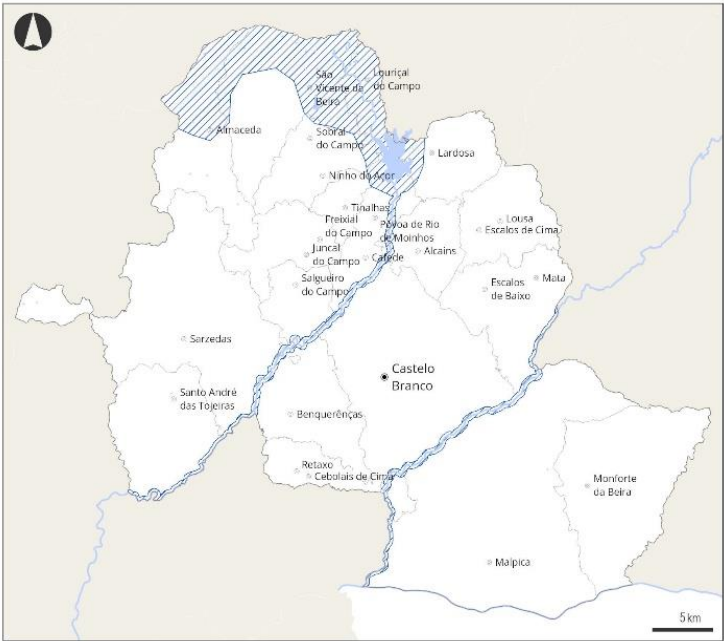 São
Vicente da
Beira
Louriçal
do Campo
Almaceda
Sobral
do Campo
Lardosa
Ninho do Açor
Tinalhas
Freixial
do Campo
Póvoa de Rio
de Moinhos
Lousa
Escalos de Cima
Juncal
do Campo
Cafede
Alcains
Salgueiro
do Campo
Escalos
de Baixo
Mata
Sarzedas
Castelo
Branco
Santo André
das Tojeiras
Benquerenças
Retaxo
Cebolais de Cima
Monforte
da Beira
Malpica
5 km